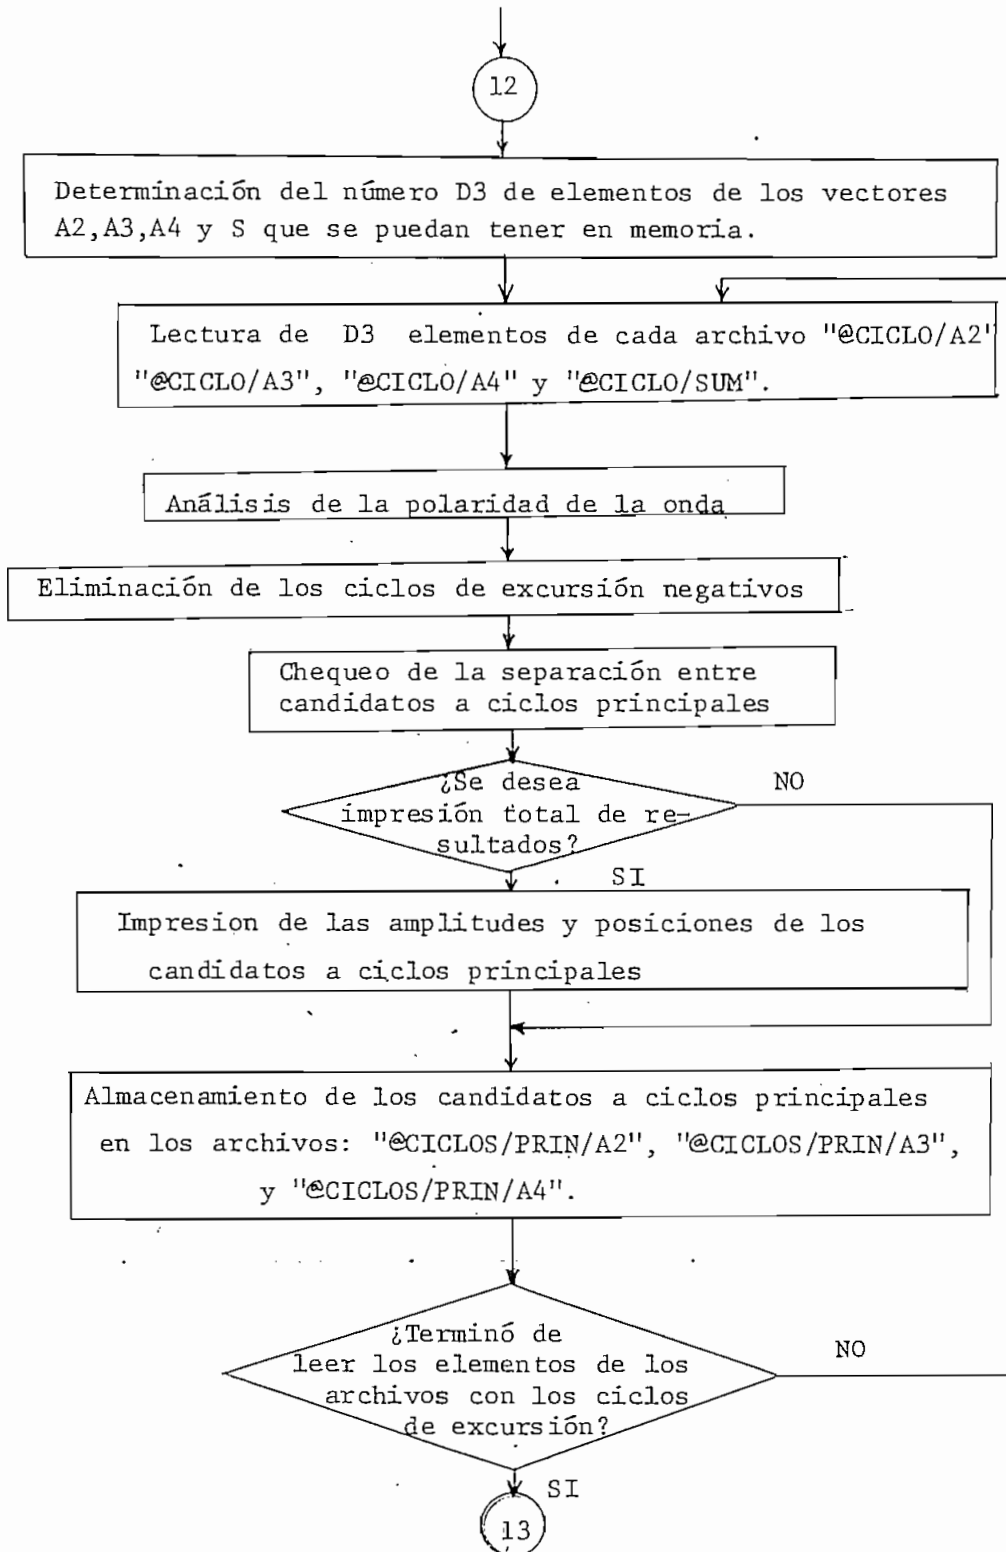 12
Determinación del número D3 de elementos de los vectores
A2,A3,A4 y S que se puedan tener en memoria.
Lectura de D3 elementos de cada archivo "@CICLO/A2"
"@CICLO/A3", "@CICLO/A4" y "@CICLO/SUM".
Análisis de la polaridad de la onda
Eliminación de los ciclos de excursión negativos
Chequeo de la separación entre
candidatos a ciclos principales
¿Se desea
impresión total de re-
sultados?
NO
SI
Impresion de las amplitudes y posiciones de los
candidatos a ciclos principales
Almacenamiento de los candidatos a ciclos principales
en los archivos: "@CICLOS/PRIN/A2", "@CICLOS/PRIN/A3",
y "@CICLOS/PRIN/A4".
¿Terminó de
leer los elementos de los
archivos con los ciclos
de excursión?
NO
SI
13